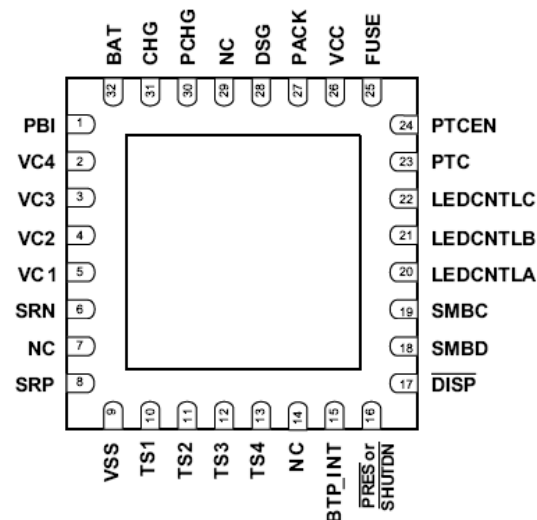 BAT
CHG
PCHG
NC
DSG
PACK
VCC
FUSE
32
31
30
29
28
27
26
25
PBI 1
24 PTCEN
VC4 2
23 PTC
VC3 3
22 LEDCNTLC
VC2 4
21 LEDCNTLB
VC1 5
20 LEDCNTLA
SRN 6
19 SMBC
NC 7
18 SMBD
SRP 8
17 DISP
9
10
11
12
13
14
15
16
VSS
TS1
TS2
TS3
TS4
NC
BTP_INT
PRES or
SHUTDN